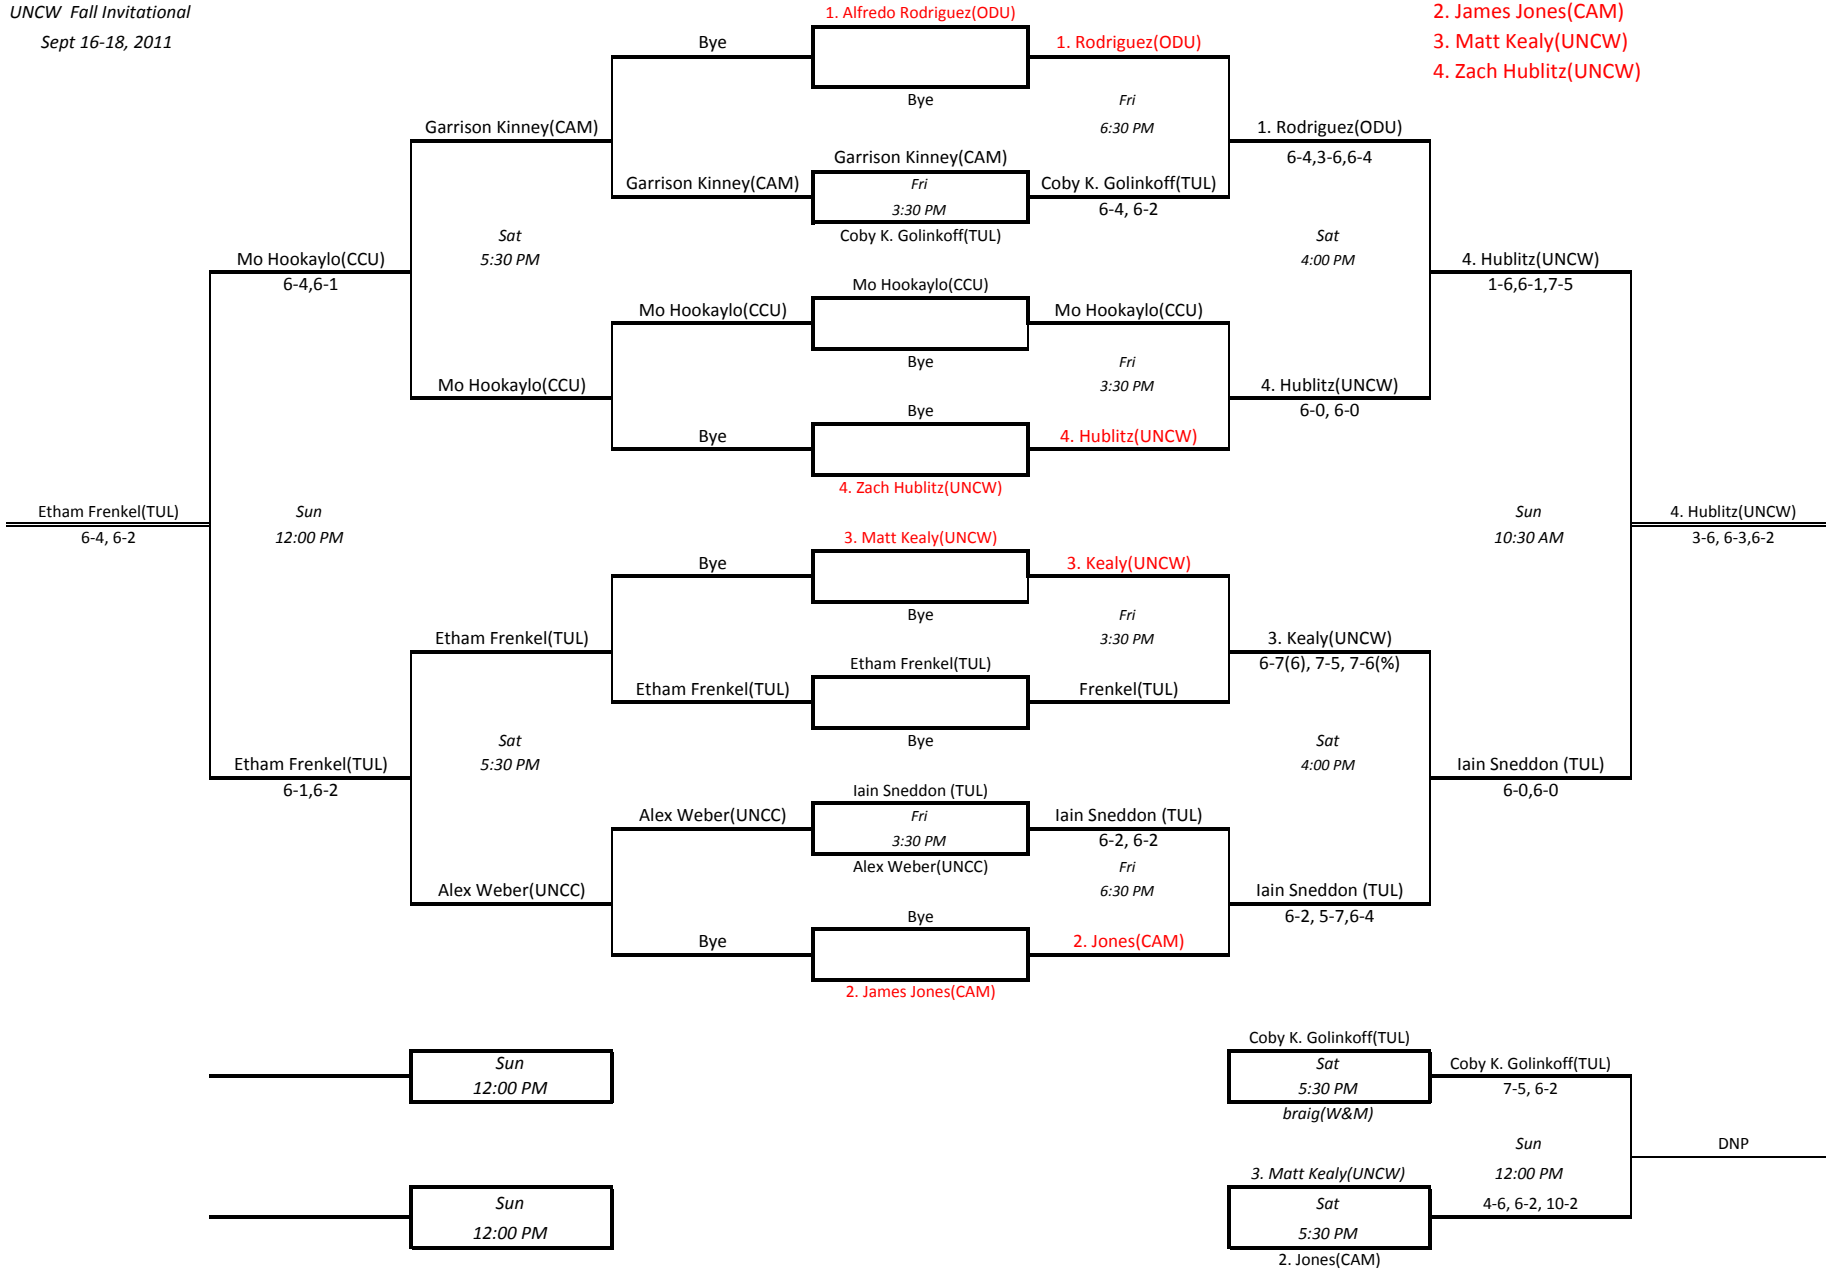 UNCW  Fall Invitational
Sept 16-18, 2011
1. Alfredo Rodriguez(ODU)
2. James Jones(CAM)
3. Matt Kealy(UNCW)
4. Zach Hublitz(UNCW)
Bye
1. Rodriguez(ODU)
Bye
Fri
6:30 PM
Garrison Kinney(CAM)
1. Rodriguez(ODU)
6-4,3-6,6-4
Garrison Kinney(CAM)
Garrison Kinney(CAM)
Fri
3:30 PM
Coby K. Golinkoff(TUL)
6-4, 6-2
Coby K. Golinkoff(TUL)
Sat
5:30 PM
Sat
4:00 PM
Mo Hookaylo(CCU)
6-4,6-1
4. Hublitz(UNCW)
1-6,6-1,7-5
Mo Hookaylo(CCU)
Mo Hookaylo(CCU)
Mo Hookaylo(CCU)
Bye
Fri
3:30 PM
Mo Hookaylo(CCU)
4. Hublitz(UNCW)
6-0, 6-0
Bye
Bye
4. Hublitz(UNCW)
4. Zach Hublitz(UNCW)
Etham Frenkel(TUL)
6-4, 6-2
Sun
12:00 PM
Sun
10:30 AM
4. Hublitz(UNCW)
3-6, 6-3,6-2
3. Matt Kealy(UNCW)
Bye
3. Kealy(UNCW)
Bye
Fri
3:30 PM
Etham Frenkel(TUL)
3. Kealy(UNCW)
6-7(6), 7-5, 7-6(%)
Etham Frenkel(TUL)
Etham Frenkel(TUL)
Frenkel(TUL)
Bye
Sat
5:30 PM
Sat
4:00 PM
Etham Frenkel(TUL)
6-1,6-2
Iain Sneddon (TUL)
6-0,6-0
Iain Sneddon (TUL)
Alex Weber(UNCC)
Fri
3:30 PM
Iain Sneddon (TUL)
6-2, 6-2
Alex Weber(UNCC)
Fri
6:30 PM
Alex Weber(UNCC)
Iain Sneddon (TUL)
6-2, 5-7,6-4
Bye
Bye
2. Jones(CAM)
2. James Jones(CAM)
Sun
12:00 PM
Coby K. Golinkoff(TUL)
Sat
5:30 PM
braig(W&M)
Coby K. Golinkoff(TUL)
7-5, 6-2
Sun
12:00 PM
DNP
Sun
12:00 PM
3. Matt Kealy(UNCW)
Sat
5:30 PM
2. Jones(CAM)
4-6, 6-2, 10-2